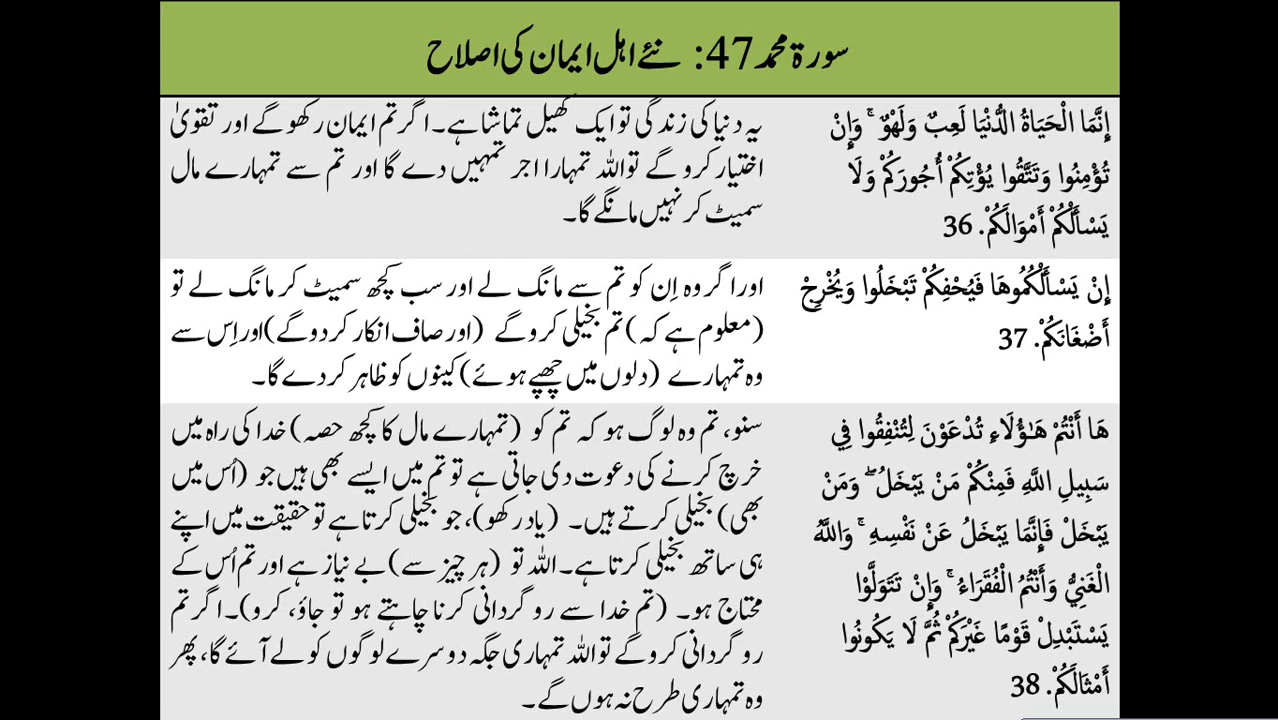 سورۃ محمد 47: نئے اہل ایمان کی اصلاح
إِنَّمَا الْحَيَاةُ الدُّنْيَا لَعِبٌ وَلَهْوٌ ۚ وَإِنْ
تُؤْمِنُوا وَتَتَّقُوا يُؤْتِكُمْ أُجُورَكُمْ وَلَا
يَسْأَلْكُمْ أَمْوَالَكُمْ. 36
یہ دنیا کی زندگی تو ایک کھیل تماشا ہے۔ اگر تم ایمان رکھو گے اور تقویٰ
اختیار کرو گے تو اللہ تمہارا اجر تمہیں دے گا اور تم سے تمہارے مال
سمیٹ کر نہیں مانگے گا۔
إِنْ يَسْأَلْكُمُوهَا فَيُحْفِكُمْ تَبْخَلُوا وَيُخْرِجْ
أَضْغَانَكُمْ. 37
اور اگر وہ اِن کو تم سے مانگ لے اور سب کچھ سمیٹ کر مانگ لے تو
(معلوم ہے کہ) تم بخیلی کرو گے (اور صاف انکار کر دو گے) اور اِس سے
وہ تمہارے (دلوں میں چھپے ہوئے) کینوں کو ظاہر کر دے گا۔
هَا أَنْتُمْ هَـٰؤُلَاءِ تُدْعَوْنَ لِتُنْفِقُوا فِي
سَبِيلِ اللَّهِ فَمِنْكُمْ مَنْ يَبْخَلُ ۖ وَمَنْ
يَبْخَلْ فَإِنَّمَا يَبْخَلُ عَنْ نَفْسِهِ ۚ وَاللَّهُ
الْغَنِيُّ وَأَنْتُمُ الْفُقَرَاءُ ۚ وَإِنْ تَتَوَلَّوْا
يَسْتَبْدِلْ قَوْمًا غَيْرَكُمْ ثُمَّ لَا يَكُونُوا
أَمْثَالَكُمْ. 38
سنو، تم وہ لوگ ہو کہ تم کو (تمہارے مال کا کچھ حصہ) خدا کی راہ میں
خرچ کرنے کی دعوت دی جاتی ہے تو تم میں ایسے بھی ہیں جو (اُس میں
بھی) بخیلی کرتے ہیں۔ (یاد رکھو)، جو بخیلی کرتا ہے تو حقیقت میں اپنے
ہی ساتھ بخیلی کرتا ہے۔ اللہ تو (ہر چیز سے) بے نیاز ہے اور تم اُس کے
محتاج ہو۔ (تم خدا سے رو گردانی کرنا چاہتے ہو تو جاؤ، کرو)۔ اگر تم
رو گردانی کرو گے تو اللہ تمہاری جگہ دوسرے لوگوں کو لے آئے گا، پھر
وہ تمہاری طرح نہ ہوں گے۔